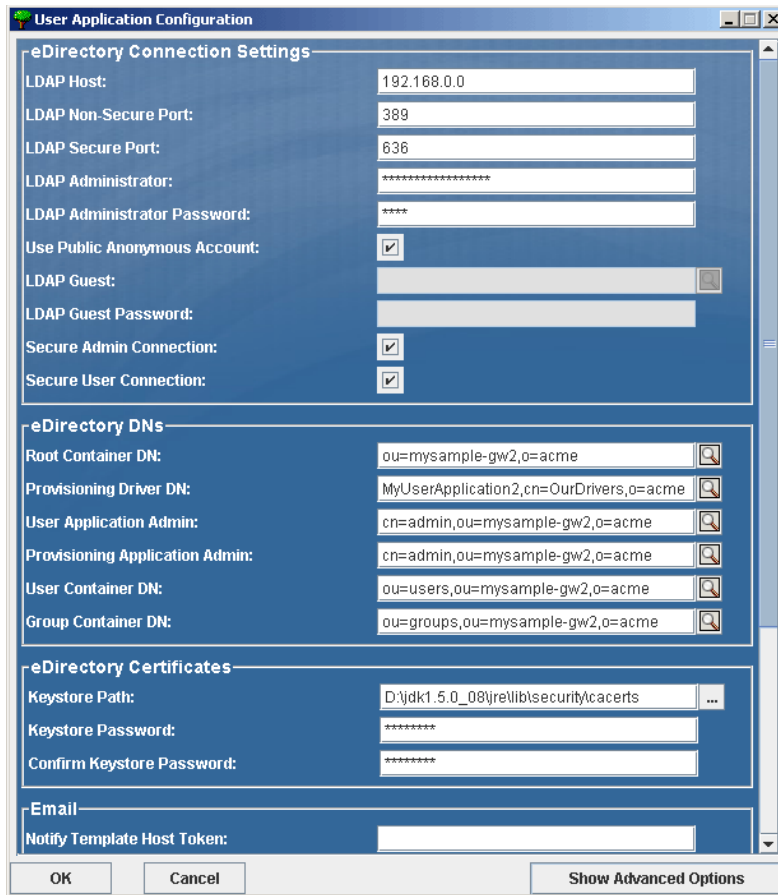 User Application Configuration
eDirectory Connection Settings
LDAP Host: 192.168.0.0
LDAP Non-Secure Port: 389
LDAP Secure Port: 636
LDAP Administrator: *****************
LDAP Administrator Password: ****
Use Public Anonymous Account:
LDAP Guest:
LDAP Guest Password:
Secure Admin Connection:
Secure User Connection:
eDirectory DNs
Root Container DN: ou=mysample-gw2,o=acme
Provisioning Driver DN: MyUserApplication2,cn=OurDrivers,o=acme
User Application Admin: cn=admin,ou=mysample-gw2,o=acme
Provisioning Application Admin: cn=admin,ou=mysample-gw2,o=acme
User Container DN: ou=users,ou=mysample-gw2,o=acme
Group Container DN: ou=groups,ou=mysample-gw2,o=acme
eDirectory Certificates
Keystore Path: D:\jdk1.5.0_08\jre\lib\security\cacerts ...
Keystore Password: ********
Confirm Keystore Password: ********
Email
Notify Template Host Token:
OK Cancel Show Advanced Options